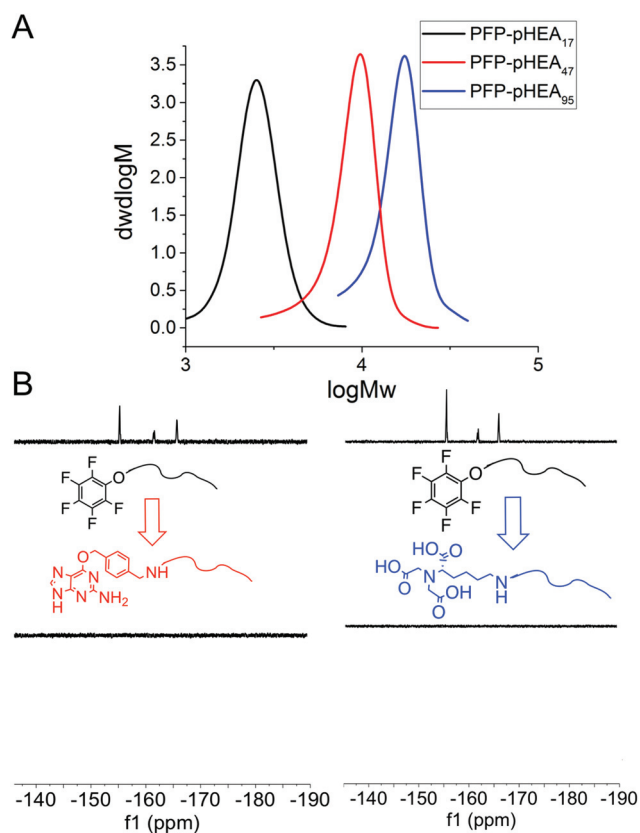 A
PFP-pHEA₁₇
PFP-pHEA₄₇
PFP-pHEA₉₅
dwdlogM
3.5
3.0
2.5
2.0
1.5
1.0
0.5
0.0
3 4 5
logMw
B
F F O F F F
F F O F F F
O N N N N H NH₂ NH
HO O HO O N OH O N H
-140 -150 -160 -170 -180 -190
f1 (ppm)
-140 -150 -160 -170 -180 -190
f1 (ppm)